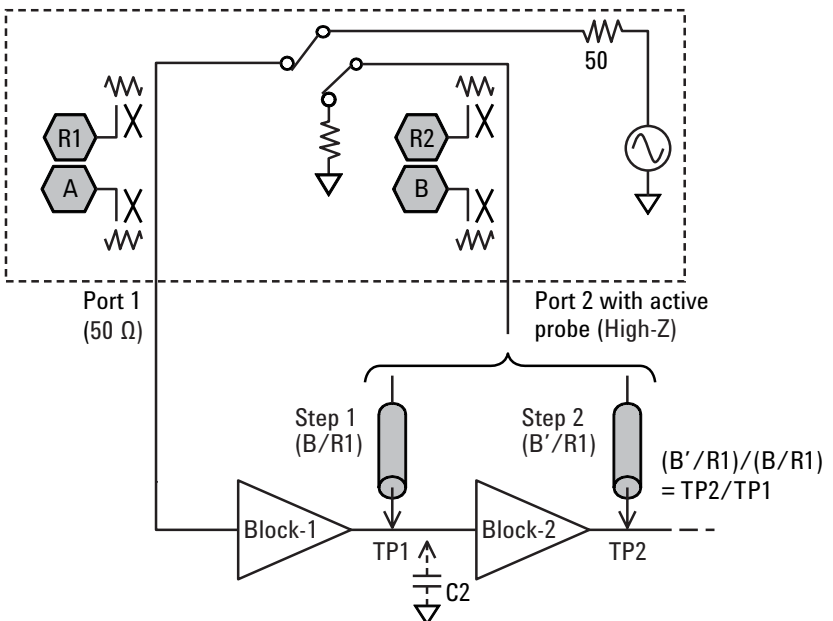 50
R1
R2
A
B
Port 1
(50 Ω)
Port 2 with active
probe (High-Z)
Step 1
(B/R1)
Step 2
(B′/R1)
(B′/R1)/(B/R1)
= TP2/TP1
Block-1
TP1
Block-2
TP2
C2